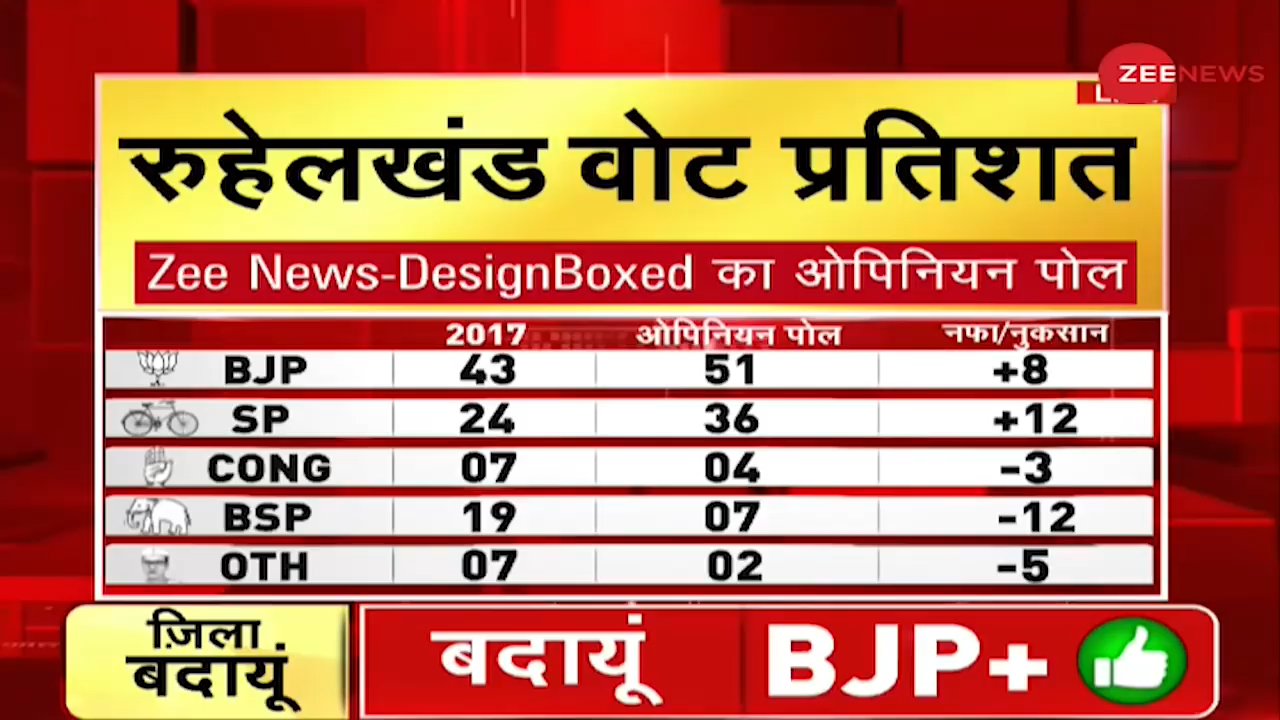 ZEE NEWS
रुहेलखंड वोट प्रतिशत
Zee News-DesignBoxed का ओपिनियन पोल
2017 ओपिनियन पोल नफा/नुकसान
BJP 43 51 +8
SP 24 36 +12
CONG 07 04 -3
BSP 19 07 -12
OTH 07 02 -5
ज़िला
बदायूं
बदायूं BJP+